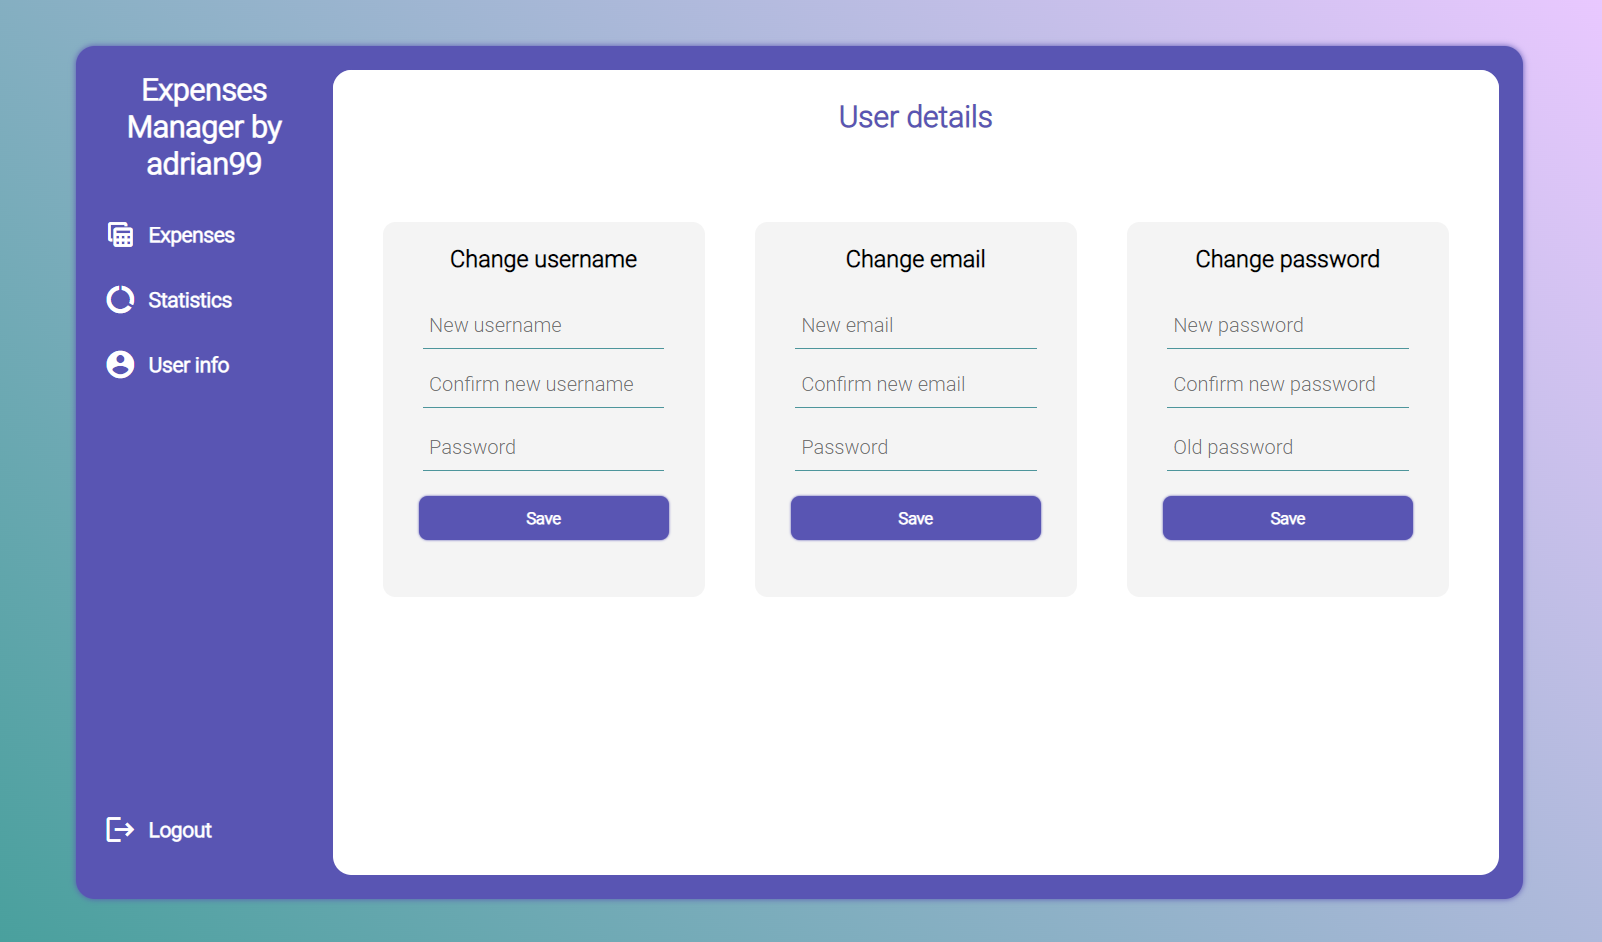 Expenses
Manager by
adrian99
Expenses
Statistics
User info
Logout
User details
Change username
New username
Confirm new username
Password
Save
Change email
New email
Confirm new email
Password
Save
Change password
New password
Confirm new password
Old password
Save